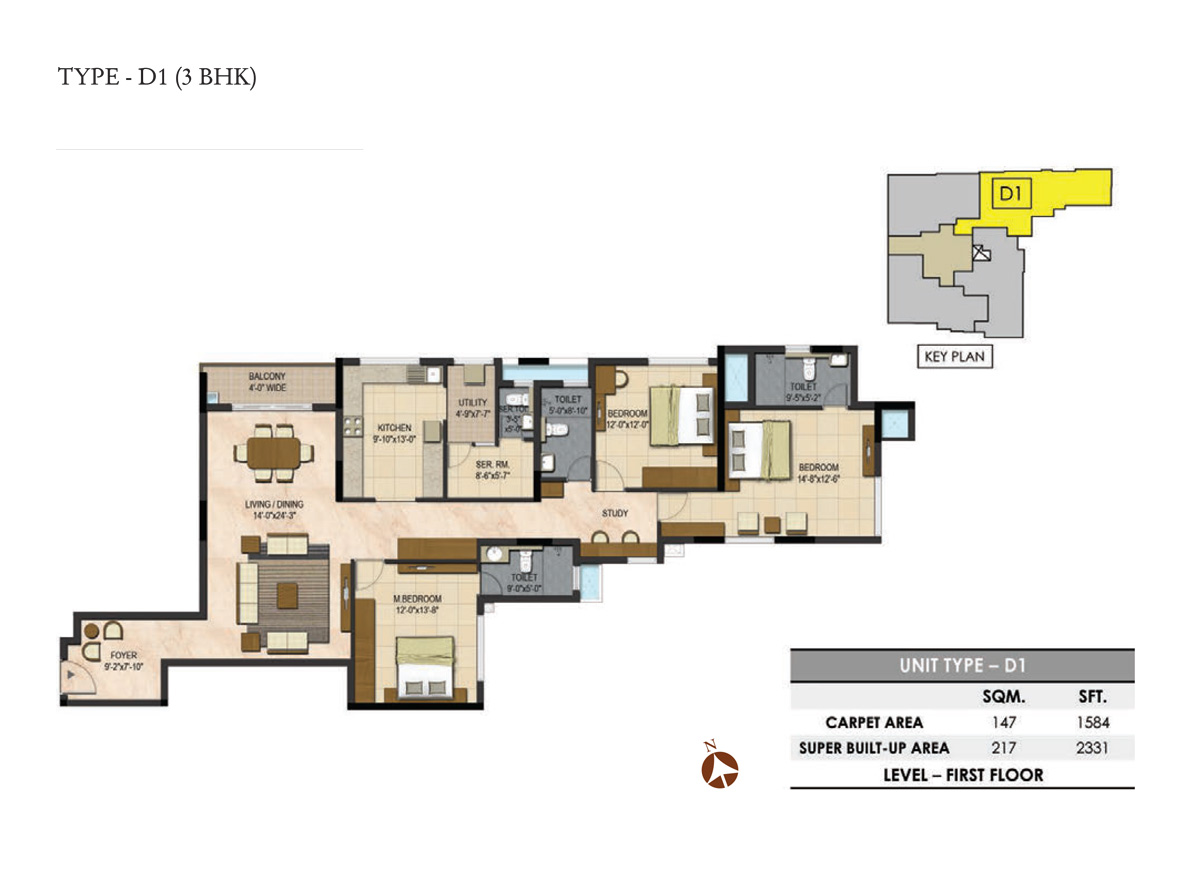 TYPE - D1 (3 BHK)
D1
KEY PLAN
BALCONY
4'-0" WIDE
KITCHEN
9'-10"x13'-0"
UTILITY
4'-9"x7'-7"
SER.TOI.
3'-5"
x5'-0"
SER. RM.
8'-6"x5'-7"
TOILET
5'-0"x8'-10"
BEDROOM
12'-0"x12'-0"
TOILET
9'-5"x5'-2"
BEDROOM
14'-8"x12'-6"
LIVING / DINING
14'-0"x24'-3"
STUDY
TOILET
9'-0"x5'-0"
M.BEDROOM
12'-0"x13'-8"
FOYER
9'-2"x7'-10"
N
UNIT TYPE – D1
SQM. SFT.
CARPET AREA 147 1584
SUPER BUILT-UP AREA 217 2331
LEVEL – FIRST FLOOR